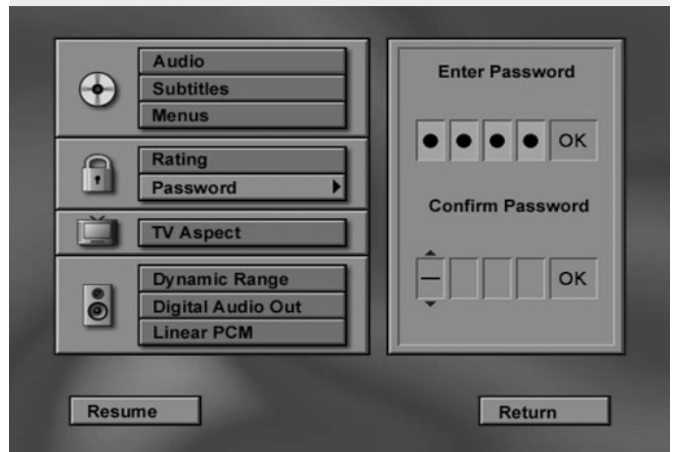 Audio
Subtitles
Menus
Rating
Password
TV Aspect
Dynamic Range
Digital Audio Out
Linear PCM
Enter Password
OK
Confirm Password
OK
Resume
Return